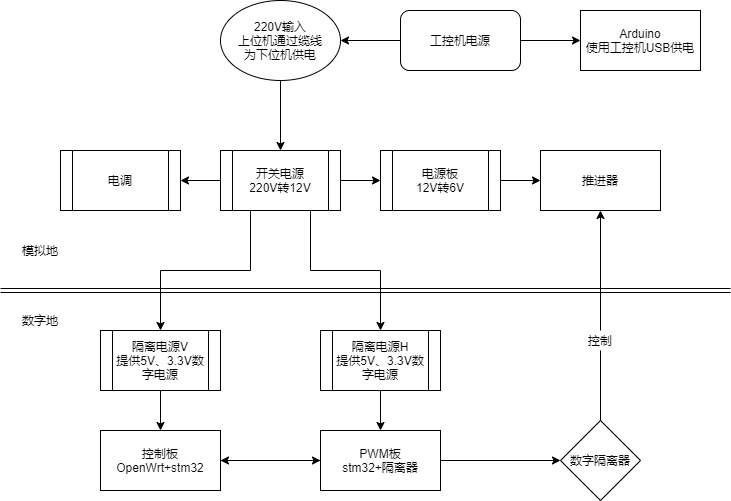 220V输入
上位机通过缆线
为下位机供电
工控机电源
Arduino
使用工控机USB供电
电调
开关电源
220V转12V
电源板
12V转6V
推进器
模拟地
数字地
隔离电源V
提供5V、3.3V数
字电源
隔离电源H
提供5V、3.3V数
字电源
控制
控制板
OpenWrt+stm32
PWM板
stm32+隔离器
数字隔离器